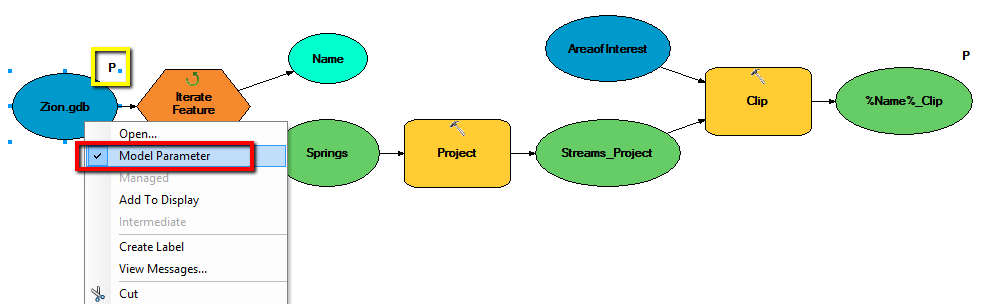 P
Zion.gdb
Iterate
Feature
Name
Springs
Project
Streams_Project
AreaofInterest
Clip
P
%Name%_Clip
Open...
Model Parameter
Managed
Add To Display
Intermediate
Create Label
View Messages...
Cut